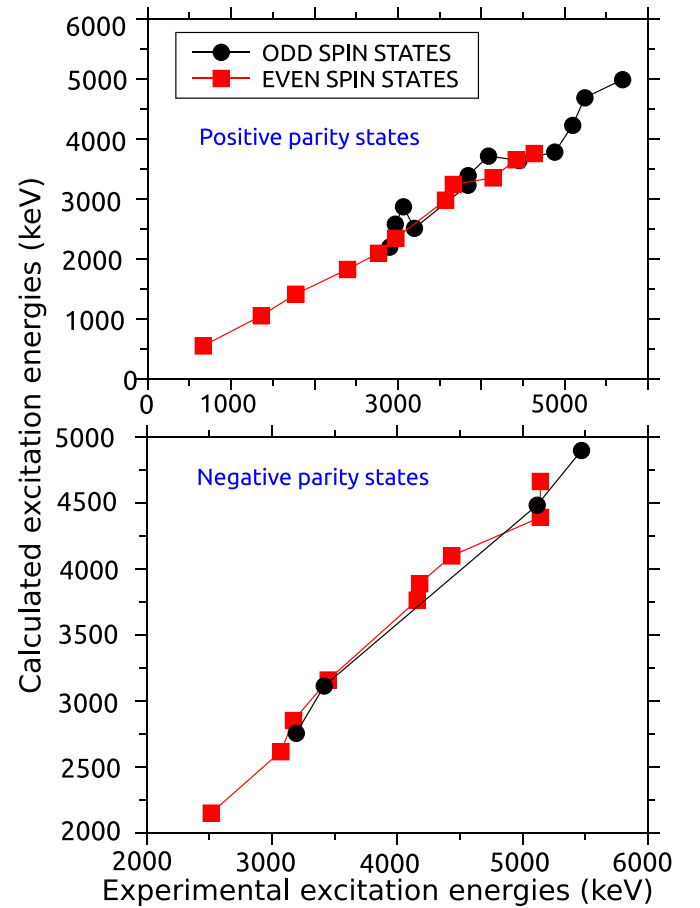 6000
5000
4000
3000
2000
1000
0
ODD SPIN STATES
EVEN SPIN STATES
Positive parity states
0 1000 3000 5000
5000
4500
4000
3500
3000
2500
2000
Negative parity states
2000 3000 4000 5000 6000
Calculated excitation energies (keV)
Experimental excitation energies (keV)